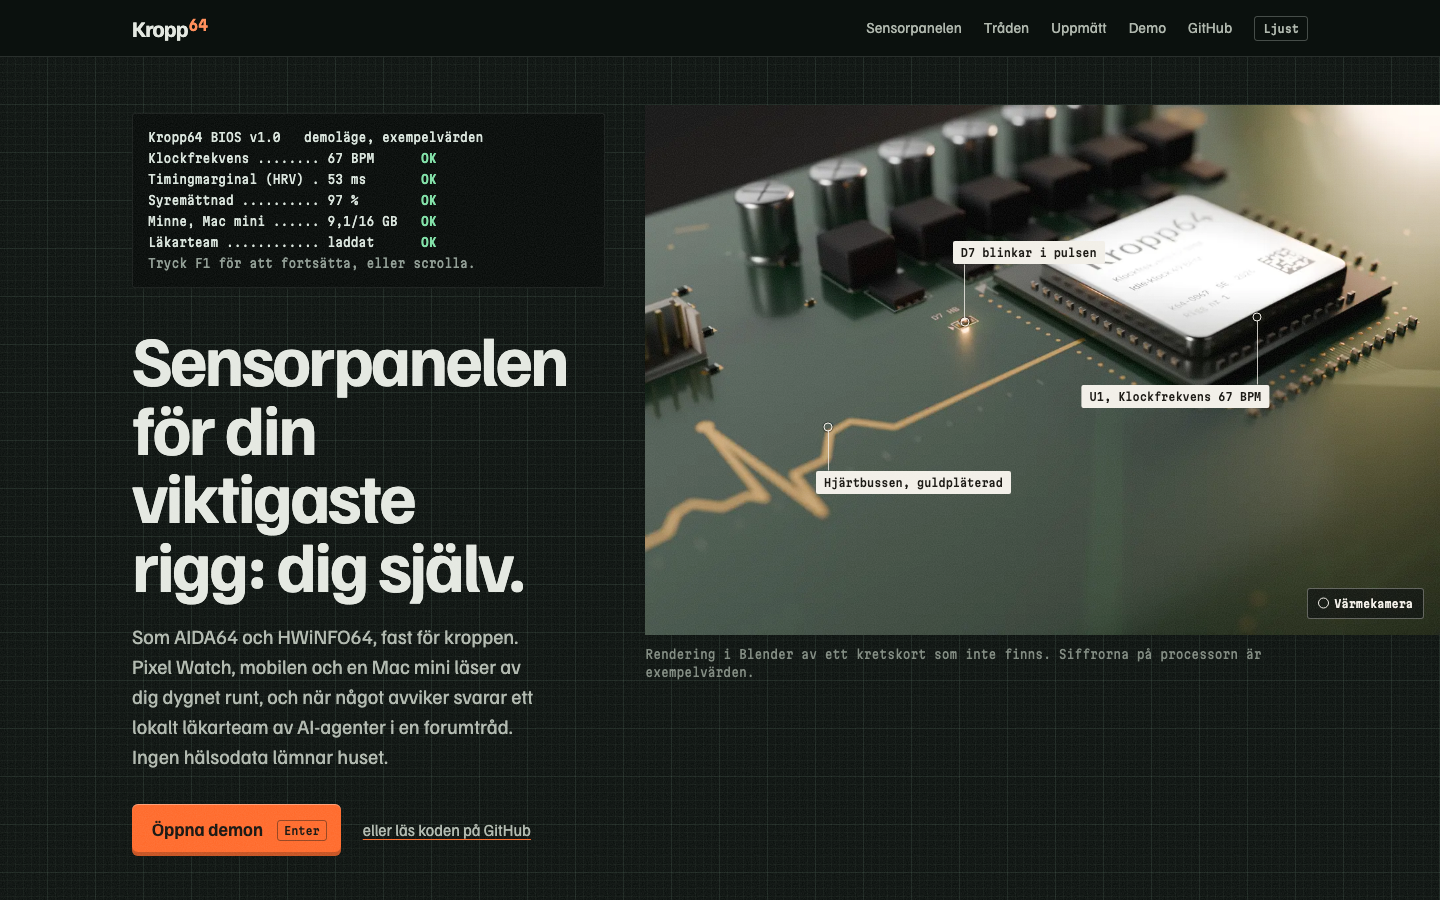 Kropp64
Sensorpanelen Tråden Uppmätt Demo GitHub Ljust
Kropp64 BIOS v1.0 demoläge, exempelvärden
Klockfrekvens ........ 67 BPM OK
Timingmarginal (HRV) . 53 ms OK
Syremättnad .......... 97 % OK
Minne, Mac mini ...... 9,1/16 GB OK
Läkarteam ............ laddat OK
Tryck F1 för att fortsätta, eller scrolla.
Sensorpanelen
för din
viktigaste
rigg: dig själv.
Som AIDA64 och HWiNFO64, fast för kroppen.
Pixel Watch, mobilen och en Mac mini läser av
dig dygnet runt, och när något avviker svarar ett
lokalt läkarteam av AI-agenter i en forumtråd.
Ingen hälsodata lämnar huset.
Öppna demon Enter
eller läs koden på GitHub
Kropp64
D7 blinkar i pulsen
D7
U1, Klockfrekvens 67 BPM
Hjärtbussen, guldpläterad
Värmekamera
Rendering i Blender av ett kretskort som inte finns. Siffrorna på processorn är
exempelvärden.